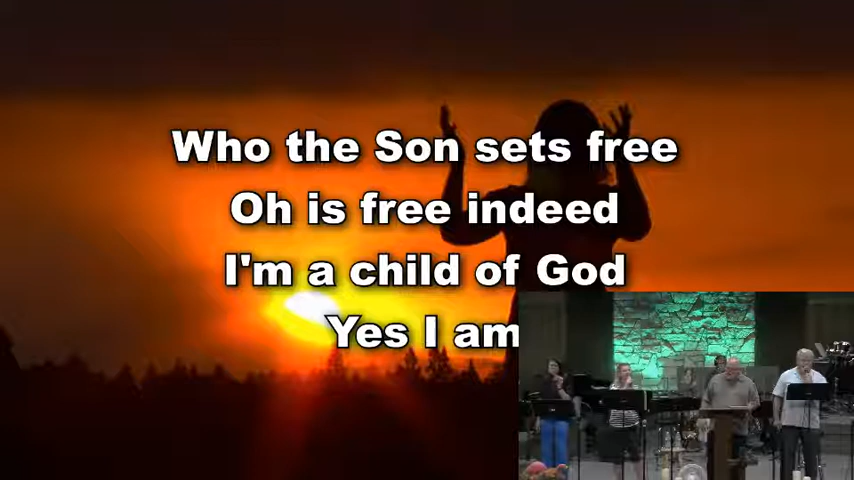 Who the Son sets free
Oh is free indeed
I'm a child of God
Yes I am